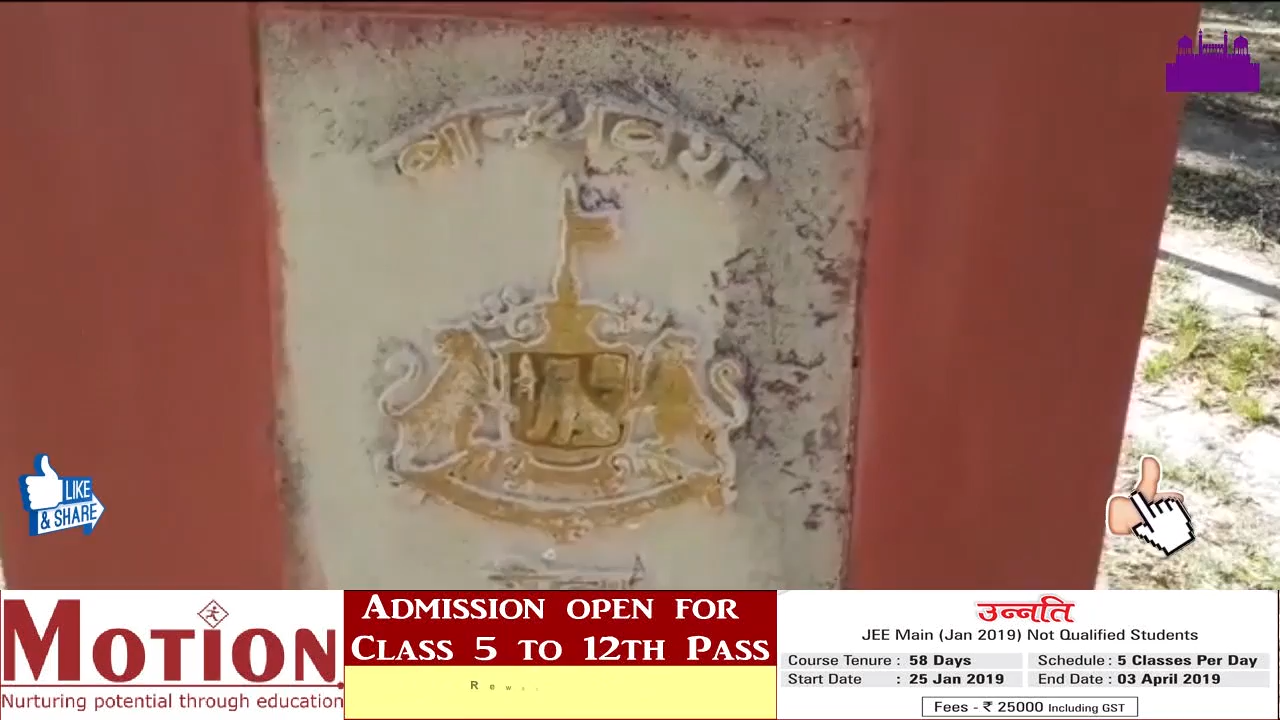 LIKE
& SHARE
MOTION
Nurturing potential through education
ADMISSION OPEN FOR
CLASS 5 TO 12TH PASS
उन्नति
JEE Main (Jan 2019) Not Qualified Students
Course Tenure : 58 Days
Schedule : 5 Classes Per Day
Start Date : 25 Jan 2019
End Date : 03 April 2019
Fees - ₹ 25000 Including GST